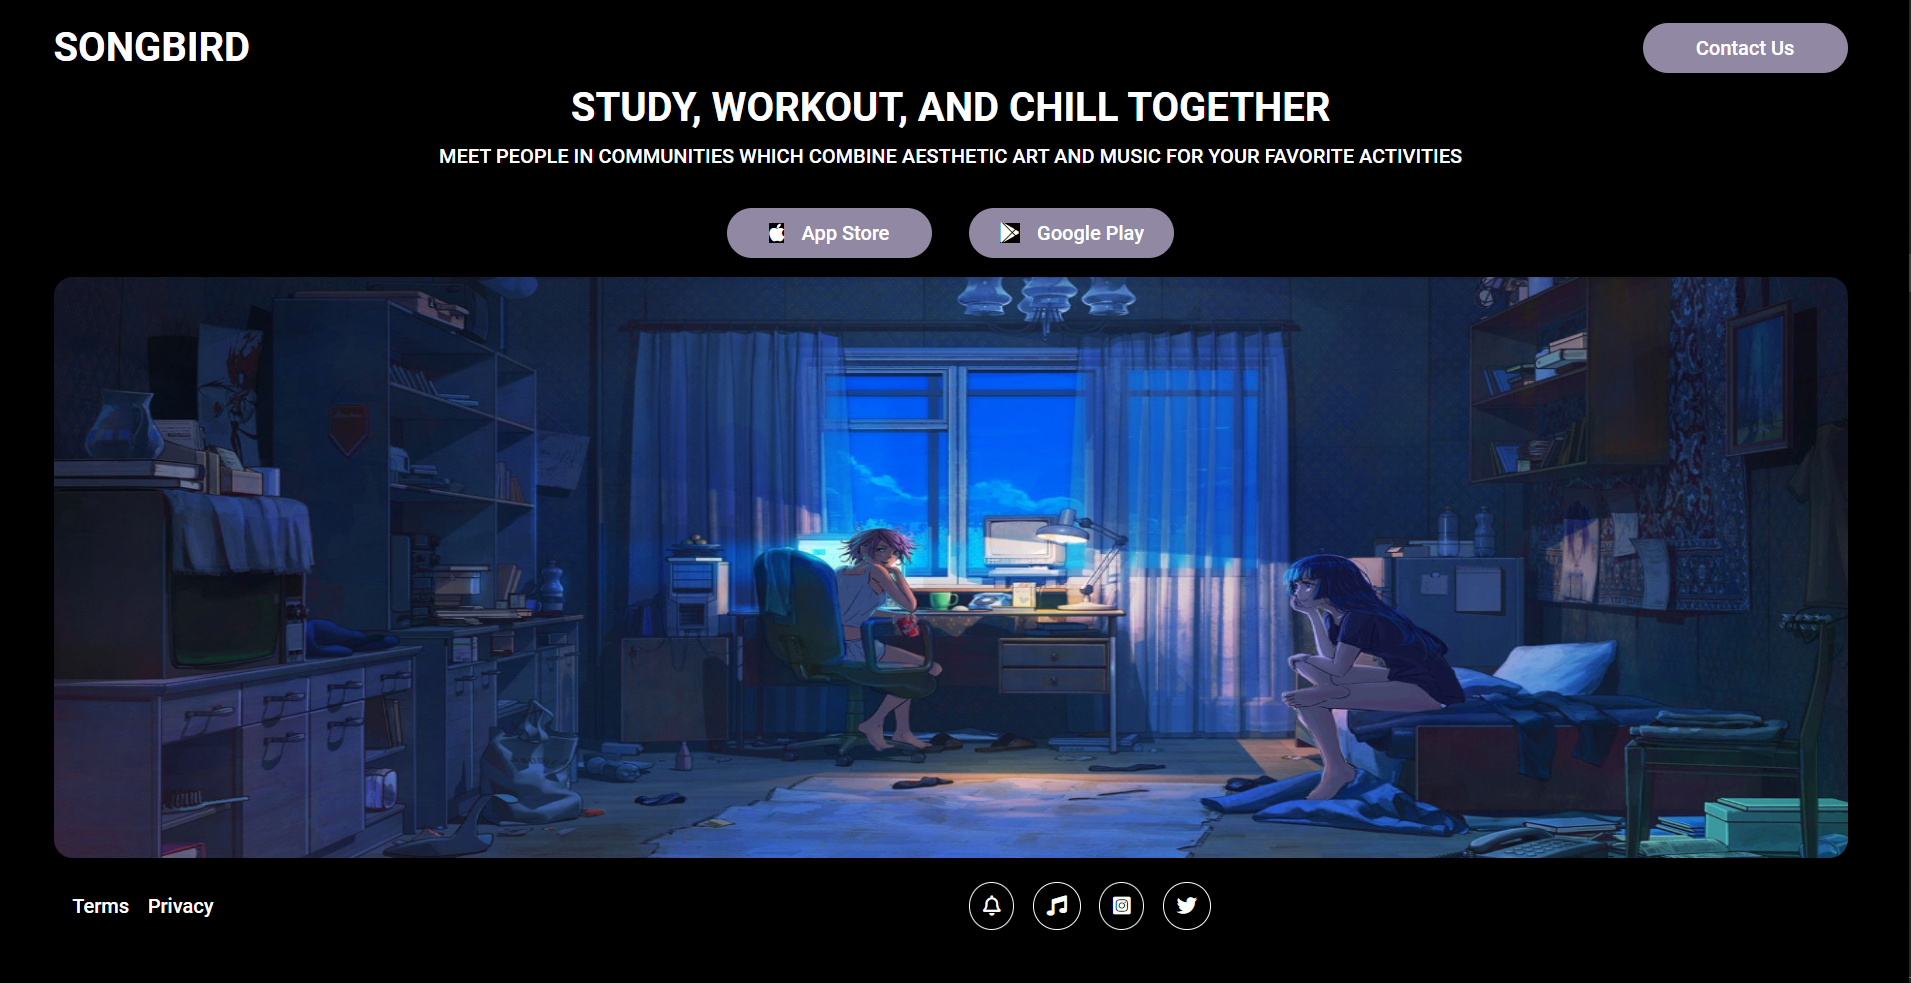 SONGBIRD
Contact Us
STUDY, WORKOUT, AND CHILL TOGETHER
MEET PEOPLE IN COMMUNITIES WHICH COMBINE AESTHETIC ART AND MUSIC FOR YOUR FAVORITE ACTIVITIES
App Store
Google Play
Terms
Privacy